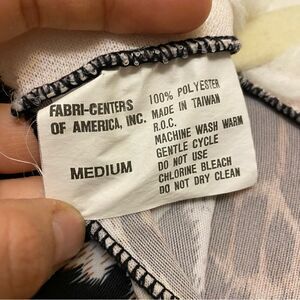 FABRI-CENTERS
OF AMERICA, INC.
MEDIUM
100% POLYESTER
MADE IN TAIWAN
R.O.C.
MACHINE WASH WARM
GENTLE CYCLE
DO NOT USE
CHLORINE BLEACH
DO NOT DRY CLEAN